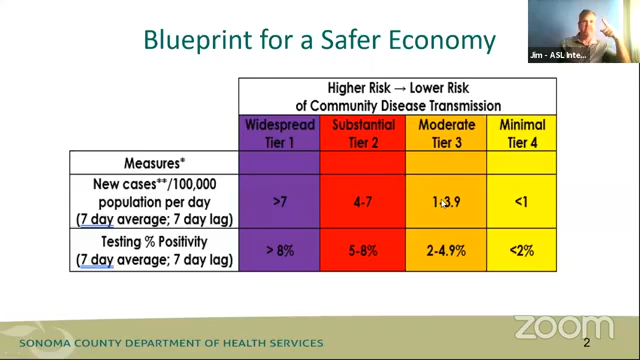 Blueprint for a Safer Economy
Jim - ASL Inte...
Higher Risk → Lower Risk
of Community Disease Transmission
Widespread Tier 1
Substantial Tier 2
Moderate Tier 3
Minimal Tier 4
Measures*
New cases**/100,000
population per day
(7 day average; 7 day lag)
>7
4-7
1-3.9
<1
Testing % Positivity
(7 day average; 7 day lag)
> 8%
5-8%
2-4.9%
<2%
zoom
SONOMA COUNTY DEPARTMENT OF HEALTH SERVICES
2